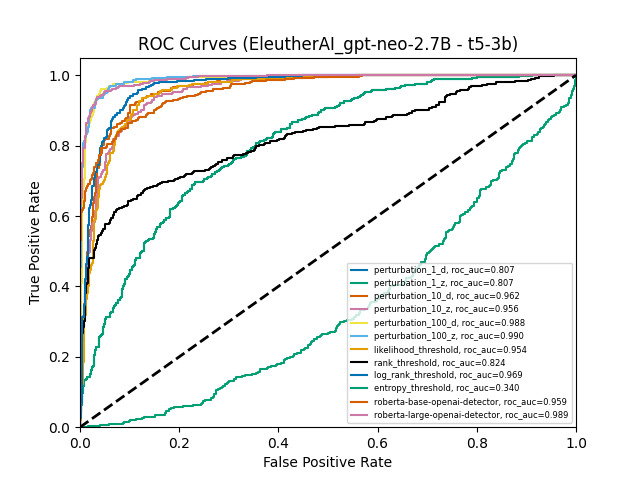 ROC Curves (EleutherAI_gpt-neo-2.7B - t5-3b)
1.0
0.8
0.6
0.4
0.2
0.0
True Positive Rate
perturbation_1_d, roc_auc=0.807
perturbation_1_z, roc_auc=0.807
perturbation_10_d, roc_auc=0.962
perturbation_10_z, roc_auc=0.956
perturbation_100_d, roc_auc=0.988
perturbation_100_z, roc_auc=0.990
likelihood_threshold, roc_auc=0.954
rank_threshold, roc_auc=0.824
log_rank_threshold, roc_auc=0.969
entropy_threshold, roc_auc=0.340
roberta-base-openai-detector, roc_auc=0.959
roberta-large-openai-detector, roc_auc=0.989
0.0 0.2 0.4 0.6 0.8 1.0
False Positive Rate